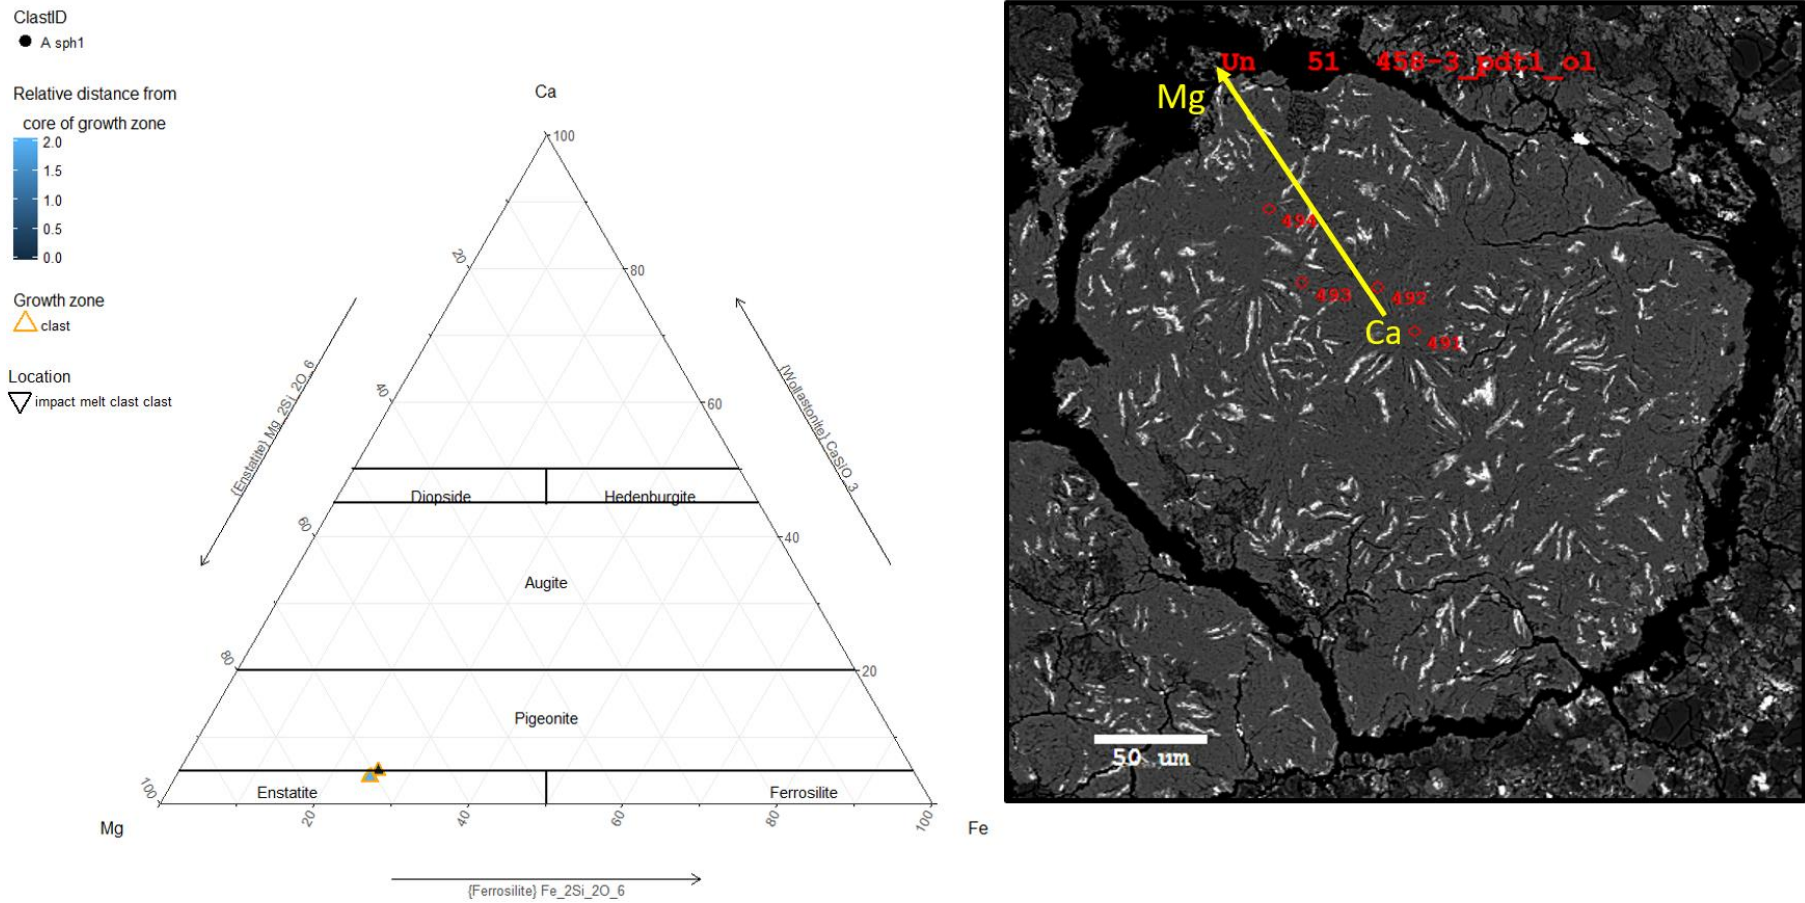 ClastID
A sph1
Relative distance from
core of growth zone
2.0
1.5
1.0
0.5
0.0
Growth zone
clast
Location
impact melt clast clast
Ca
100
80
60
40
20
20
40
60
80
100
{Enstatite} Mg_2Si_2O_6
{Wollastonite} CaSiO_3
Diopside
Hedenburgite
Augite
Pigeonite
Enstatite
Ferrosilite
Mg
20
40
60
80
100
Fe
{Ferrosilite} Fe_2Si_2O_6
Un 51 458-3_pdt1_ol
Mg
494
493
492
Ca
491
50 um